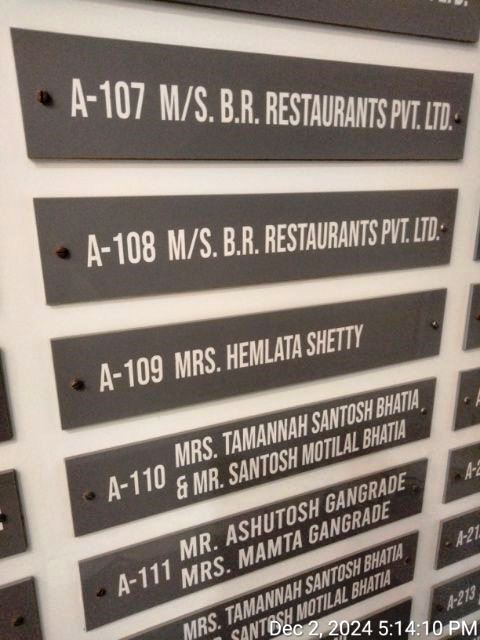 A-107 M/S. B.R. RESTAURANTS PVT. LTD.
A-108 M/S. B.R. RESTAURANTS PVT. LTD.
A-109 MRS. HEMLATA SHETTY
A-110 MRS. TAMANNAH SANTOSH BHATIA
& MR. SANTOSH MOTILAL BHATIA
A-111 MR. ASHUTOSH GANGRADE
MRS. MAMTA GANGRADE
MRS. TAMANNAH SANTOSH BHATIA
SANTOSH MOTILAL BHATIA
A-213
Dec 2, 2024 5:14:10 PM